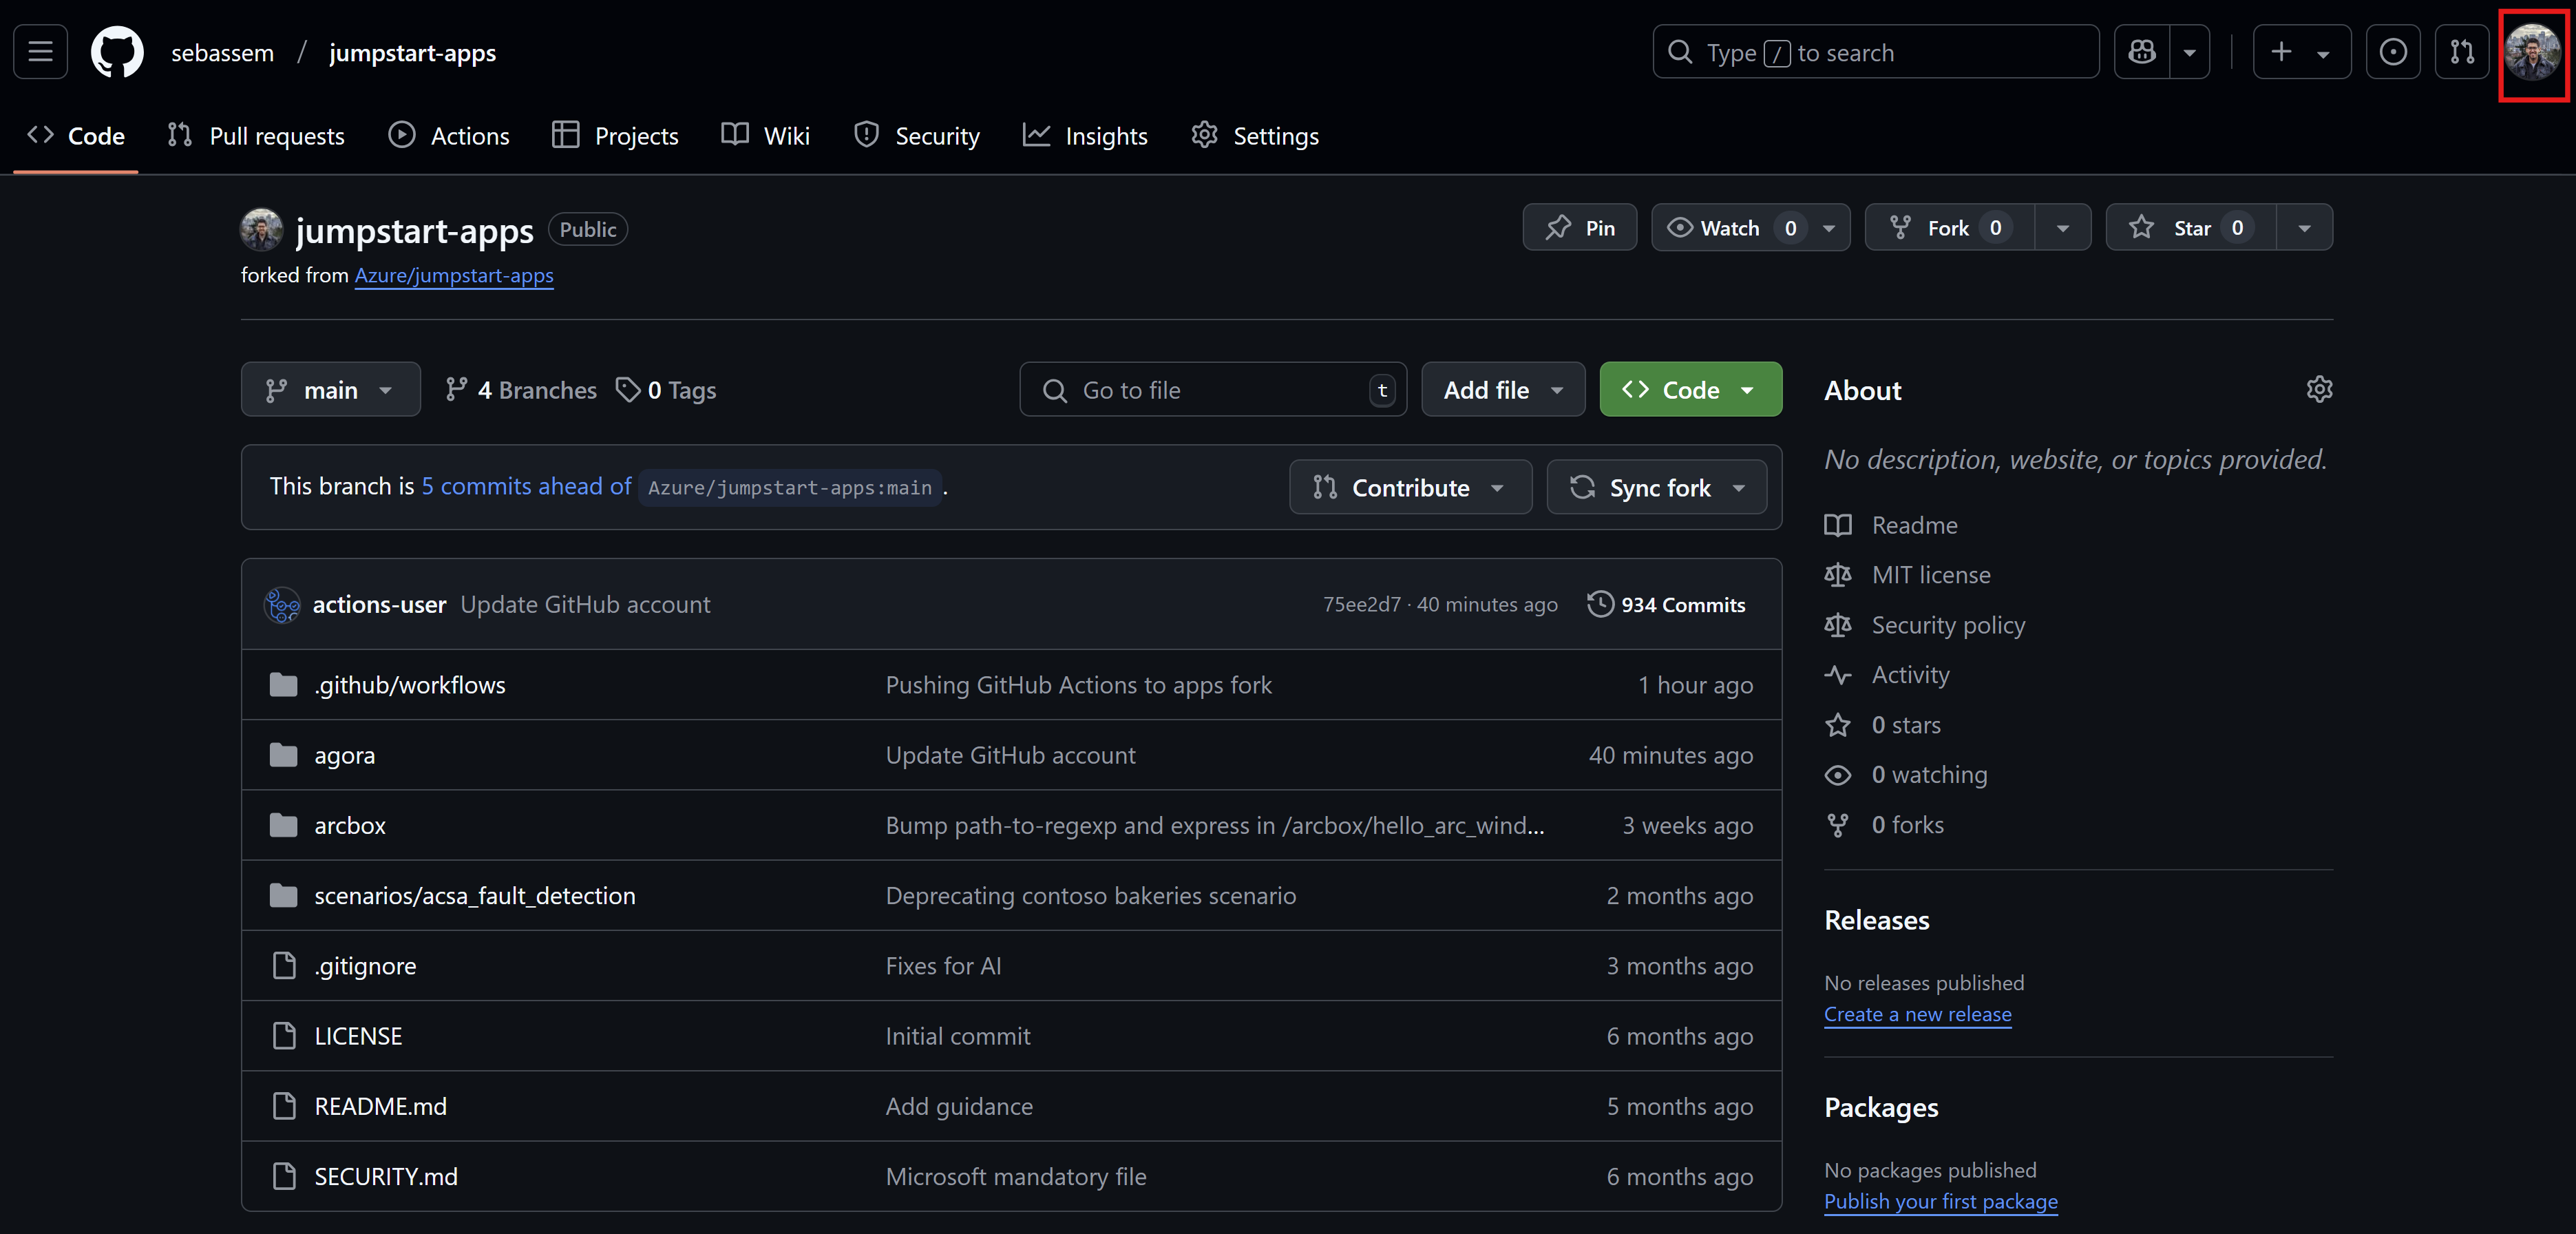 sebassem / jumpstart-apps
Type / to search
Code
Pull requests
Actions
Projects
Wiki
Security
Insights
Settings
jumpstart-apps Public
forked from Azure/jumpstart-apps
Pin
Watch 0
Fork 0
Star 0
main
4 Branches
0 Tags
Go to file t
Add file
Code
This branch is 5 commits ahead of Azure/jumpstart-apps:main .
Contribute
Sync fork
actions-user Update GitHub account 75ee2d7 · 40 minutes ago 934 Commits
.github/workflows Pushing GitHub Actions to apps fork 1 hour ago
agora Update GitHub account 40 minutes ago
arcbox Bump path-to-regexp and express in /arcbox/hello_arc_wind... 3 weeks ago
scenarios/acsa_fault_detection Deprecating contoso bakeries scenario 2 months ago
.gitignore Fixes for AI 3 months ago
LICENSE Initial commit 6 months ago
README.md Add guidance 5 months ago
SECURITY.md Microsoft mandatory file 6 months ago
About
No description, website, or topics provided.
Readme
MIT license
Security policy
Activity
0 stars
0 watching
0 forks
Releases
No releases published
Create a new release
Packages
No packages published
Publish your first package